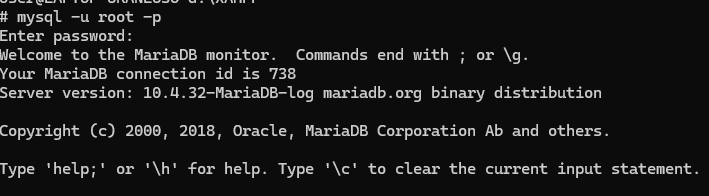 # mysql -u root -p
Enter password:
Welcome to the MariaDB monitor.  Commands end with ; or \g.
Your MariaDB connection id is 738
Server version: 10.4.32-MariaDB-log mariadb.org binary distribution
Copyright (c) 2000, 2018, Oracle, MariaDB Corporation Ab and others.
Type 'help;' or '\h' for help. Type '\c' to clear the current input statement.